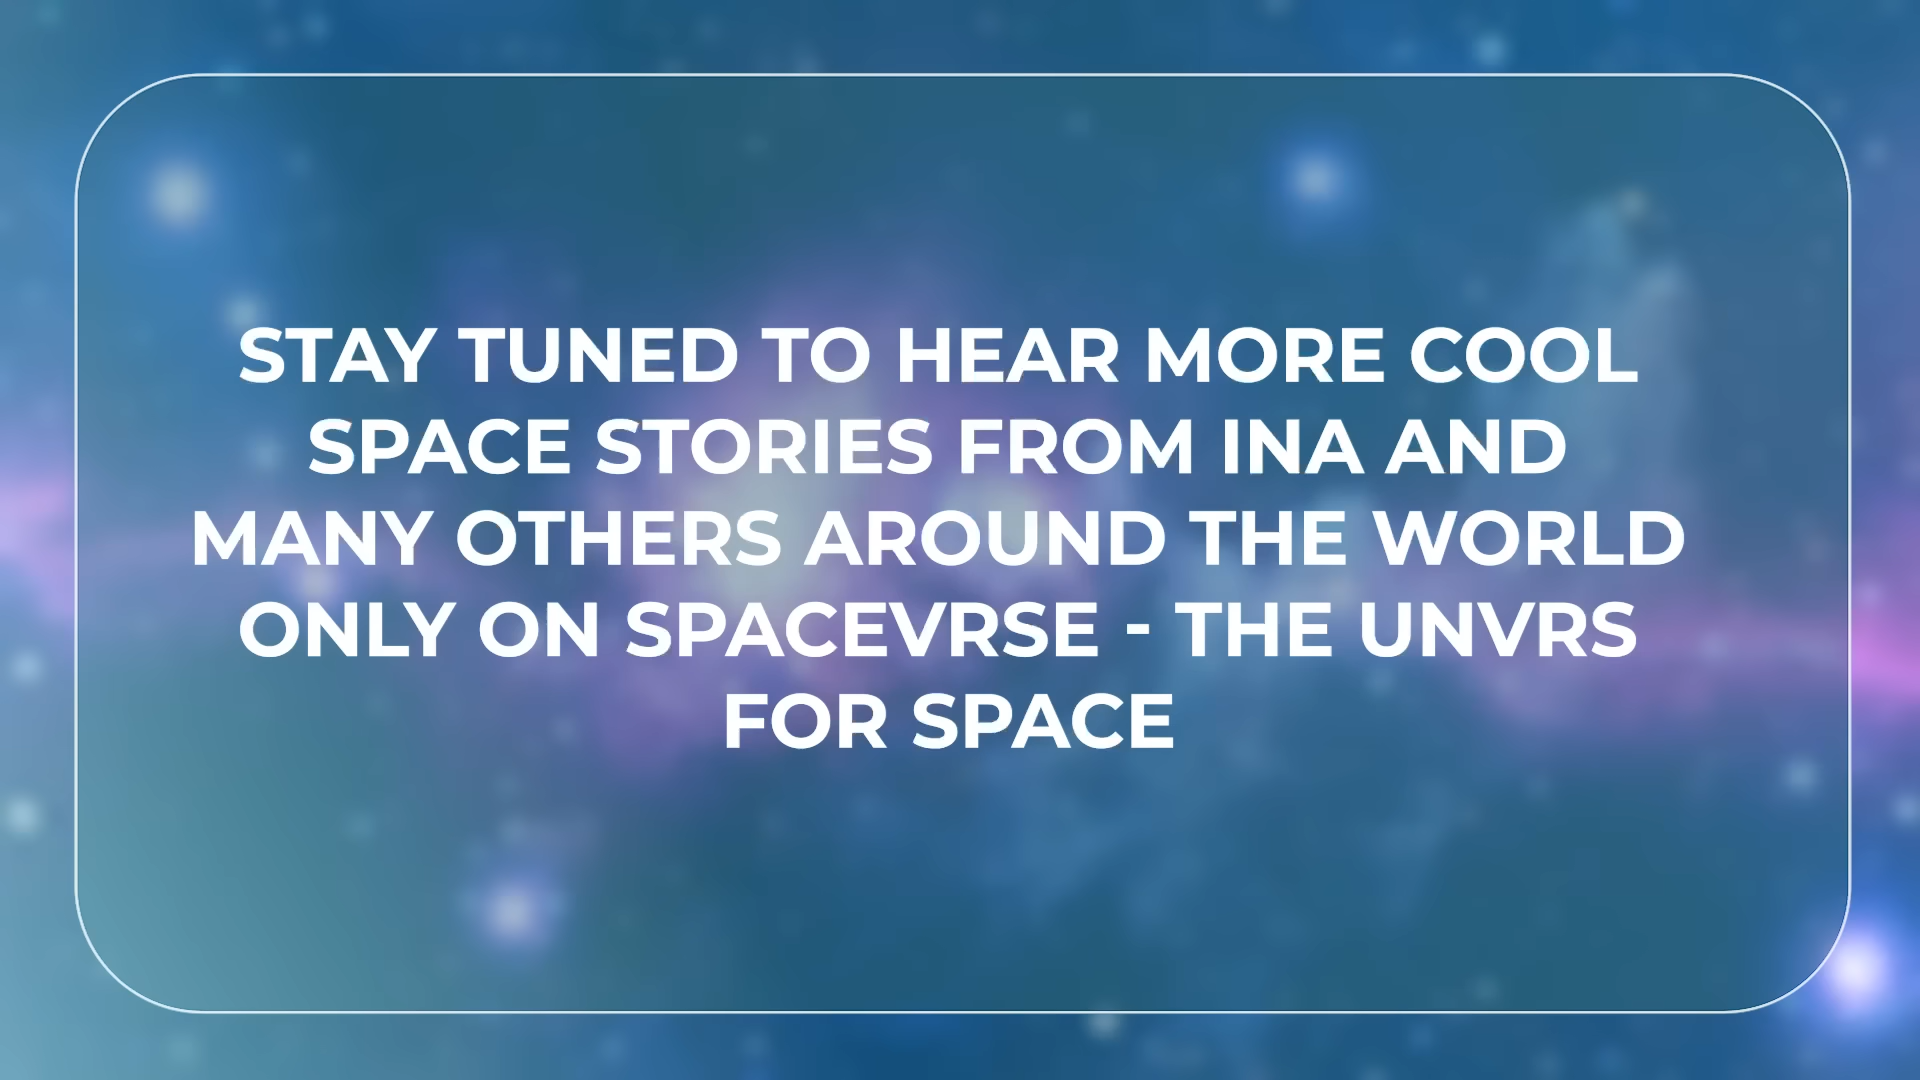 STAY TUNED TO HEAR MORE COOL
SPACE STORIES FROM INA AND
MANY OTHERS AROUND THE WORLD
ONLY ON SPACEVRSE - THE UNVRS
FOR SPACE